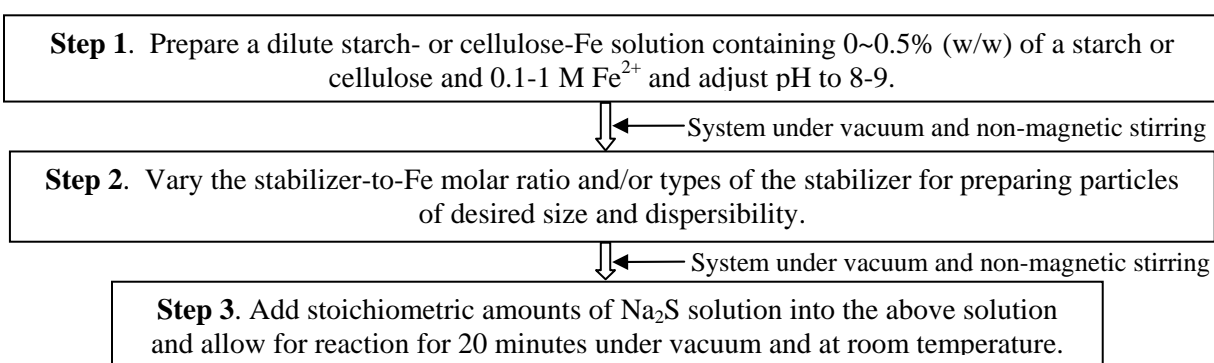 Step 1. Prepare a dilute starch- or cellulose-Fe solution containing 0~0.5% (w/w) of a starch or
cellulose and 0.1-1 M Fe²⁺ and adjust pH to 8-9.
System under vacuum and non-magnetic stirring
Step 2. Vary the stabilizer-to-Fe molar ratio and/or types of the stabilizer for preparing particles
of desired size and dispersibility.
System under vacuum and non-magnetic stirring
Step 3. Add stoichiometric amounts of Na₂S solution into the above solution
and allow for reaction for 20 minutes under vacuum and at room temperature.